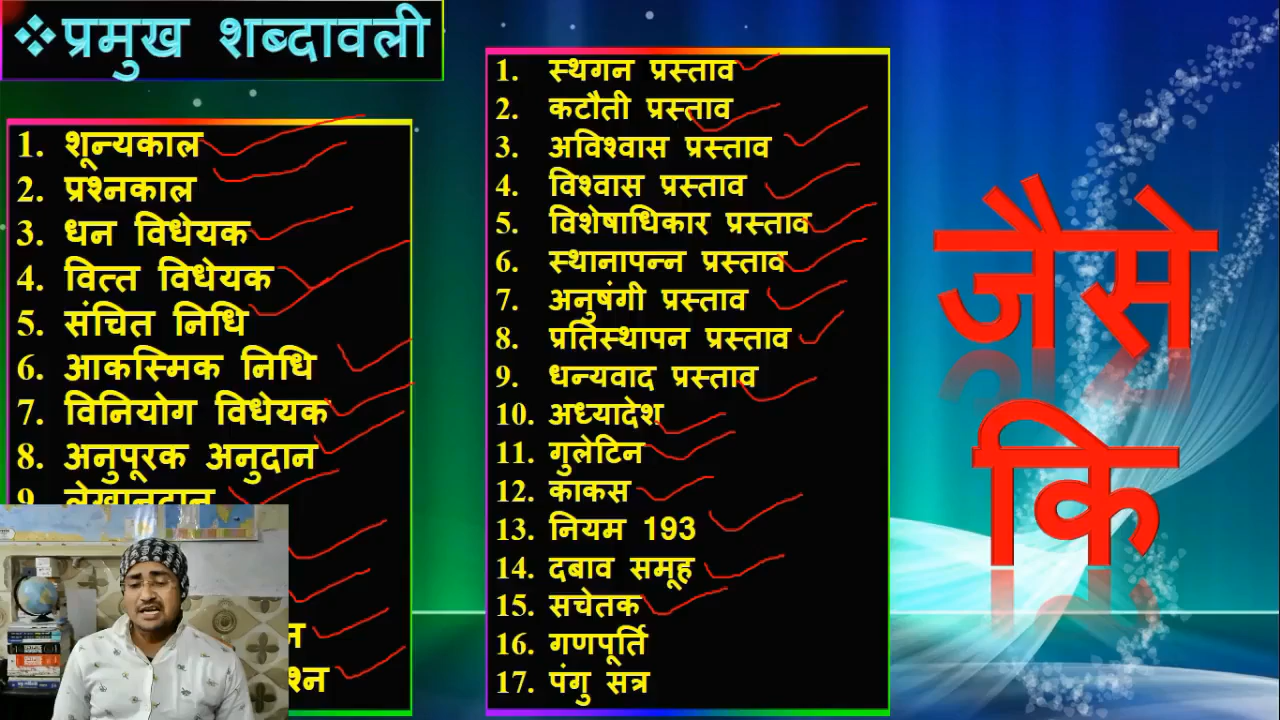 ❖प्रमुख शब्दावली
1. शून्यकाल
2. प्रश्नकाल
3. धन विधेयक
4. वित्त विधेयक
5. संचित निधि
6. आकस्मिक निधि
7. विनियोग विधेयक
8. अनुपूरक अनुदान
9. लेखानुदान
1. स्थगन प्रस्ताव
2. कटौती प्रस्ताव
3. अविश्वास प्रस्ताव
4. विश्वास प्रस्ताव
5. विशेषाधिकार प्रस्ताव
6. स्थानापन्न प्रस्ताव
7. अनुषंगी प्रस्ताव
8. प्रतिस्थापन प्रस्ताव
9. धन्यवाद प्रस्ताव
10. अध्यादेश
11. गुलेटिन
12. काकस
13. नियम 193
14. दबाव समूह
15. सचेतक
16. गणपूर्ति
17. पंगु सत्र
जैसे
कि